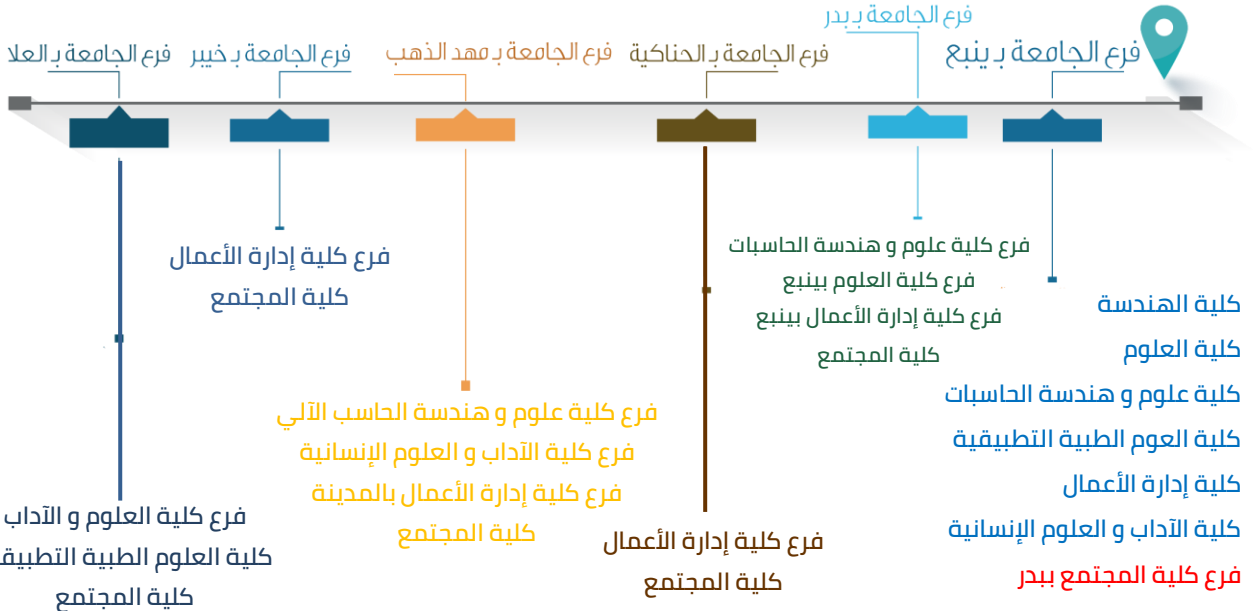 فرع الجامعة بـ ينبع
فرع الجامعة بـ بدر
فرع الجامعة بـ الحناكية
فرع الجامعة بـ مهد الذهب
فرع الجامعة بـ خيبر
فرع الجامعة بـ العلا
كلية الهندسة
كلية العلوم
كلية علوم و هندسة الحاسبات
كلية العوم الطبية التطبيقية
كلية إدارة الأعمال
كلية الآداب و العلوم الإنسانية
فرع كلية المجتمع ببدر
فرع كلية علوم و هندسة الحاسبات
فرع كلية العلوم بينبع
فرع كلية إدارة الأعمال بينبع
كلية المجتمع
فرع كلية إدارة الأعمال
كلية المجتمع
فرع كلية علوم و هندسة الحاسب الآلي
فرع كلية الآداب و العلوم الإنسانية
فرع كلية إدارة الأعمال بالمدينة
كلية المجتمع
فرع كلية إدارة الأعمال
كلية المجتمع
فرع كلية العلوم و الآداب
كلية العلوم الطبية
كلية المجتمع